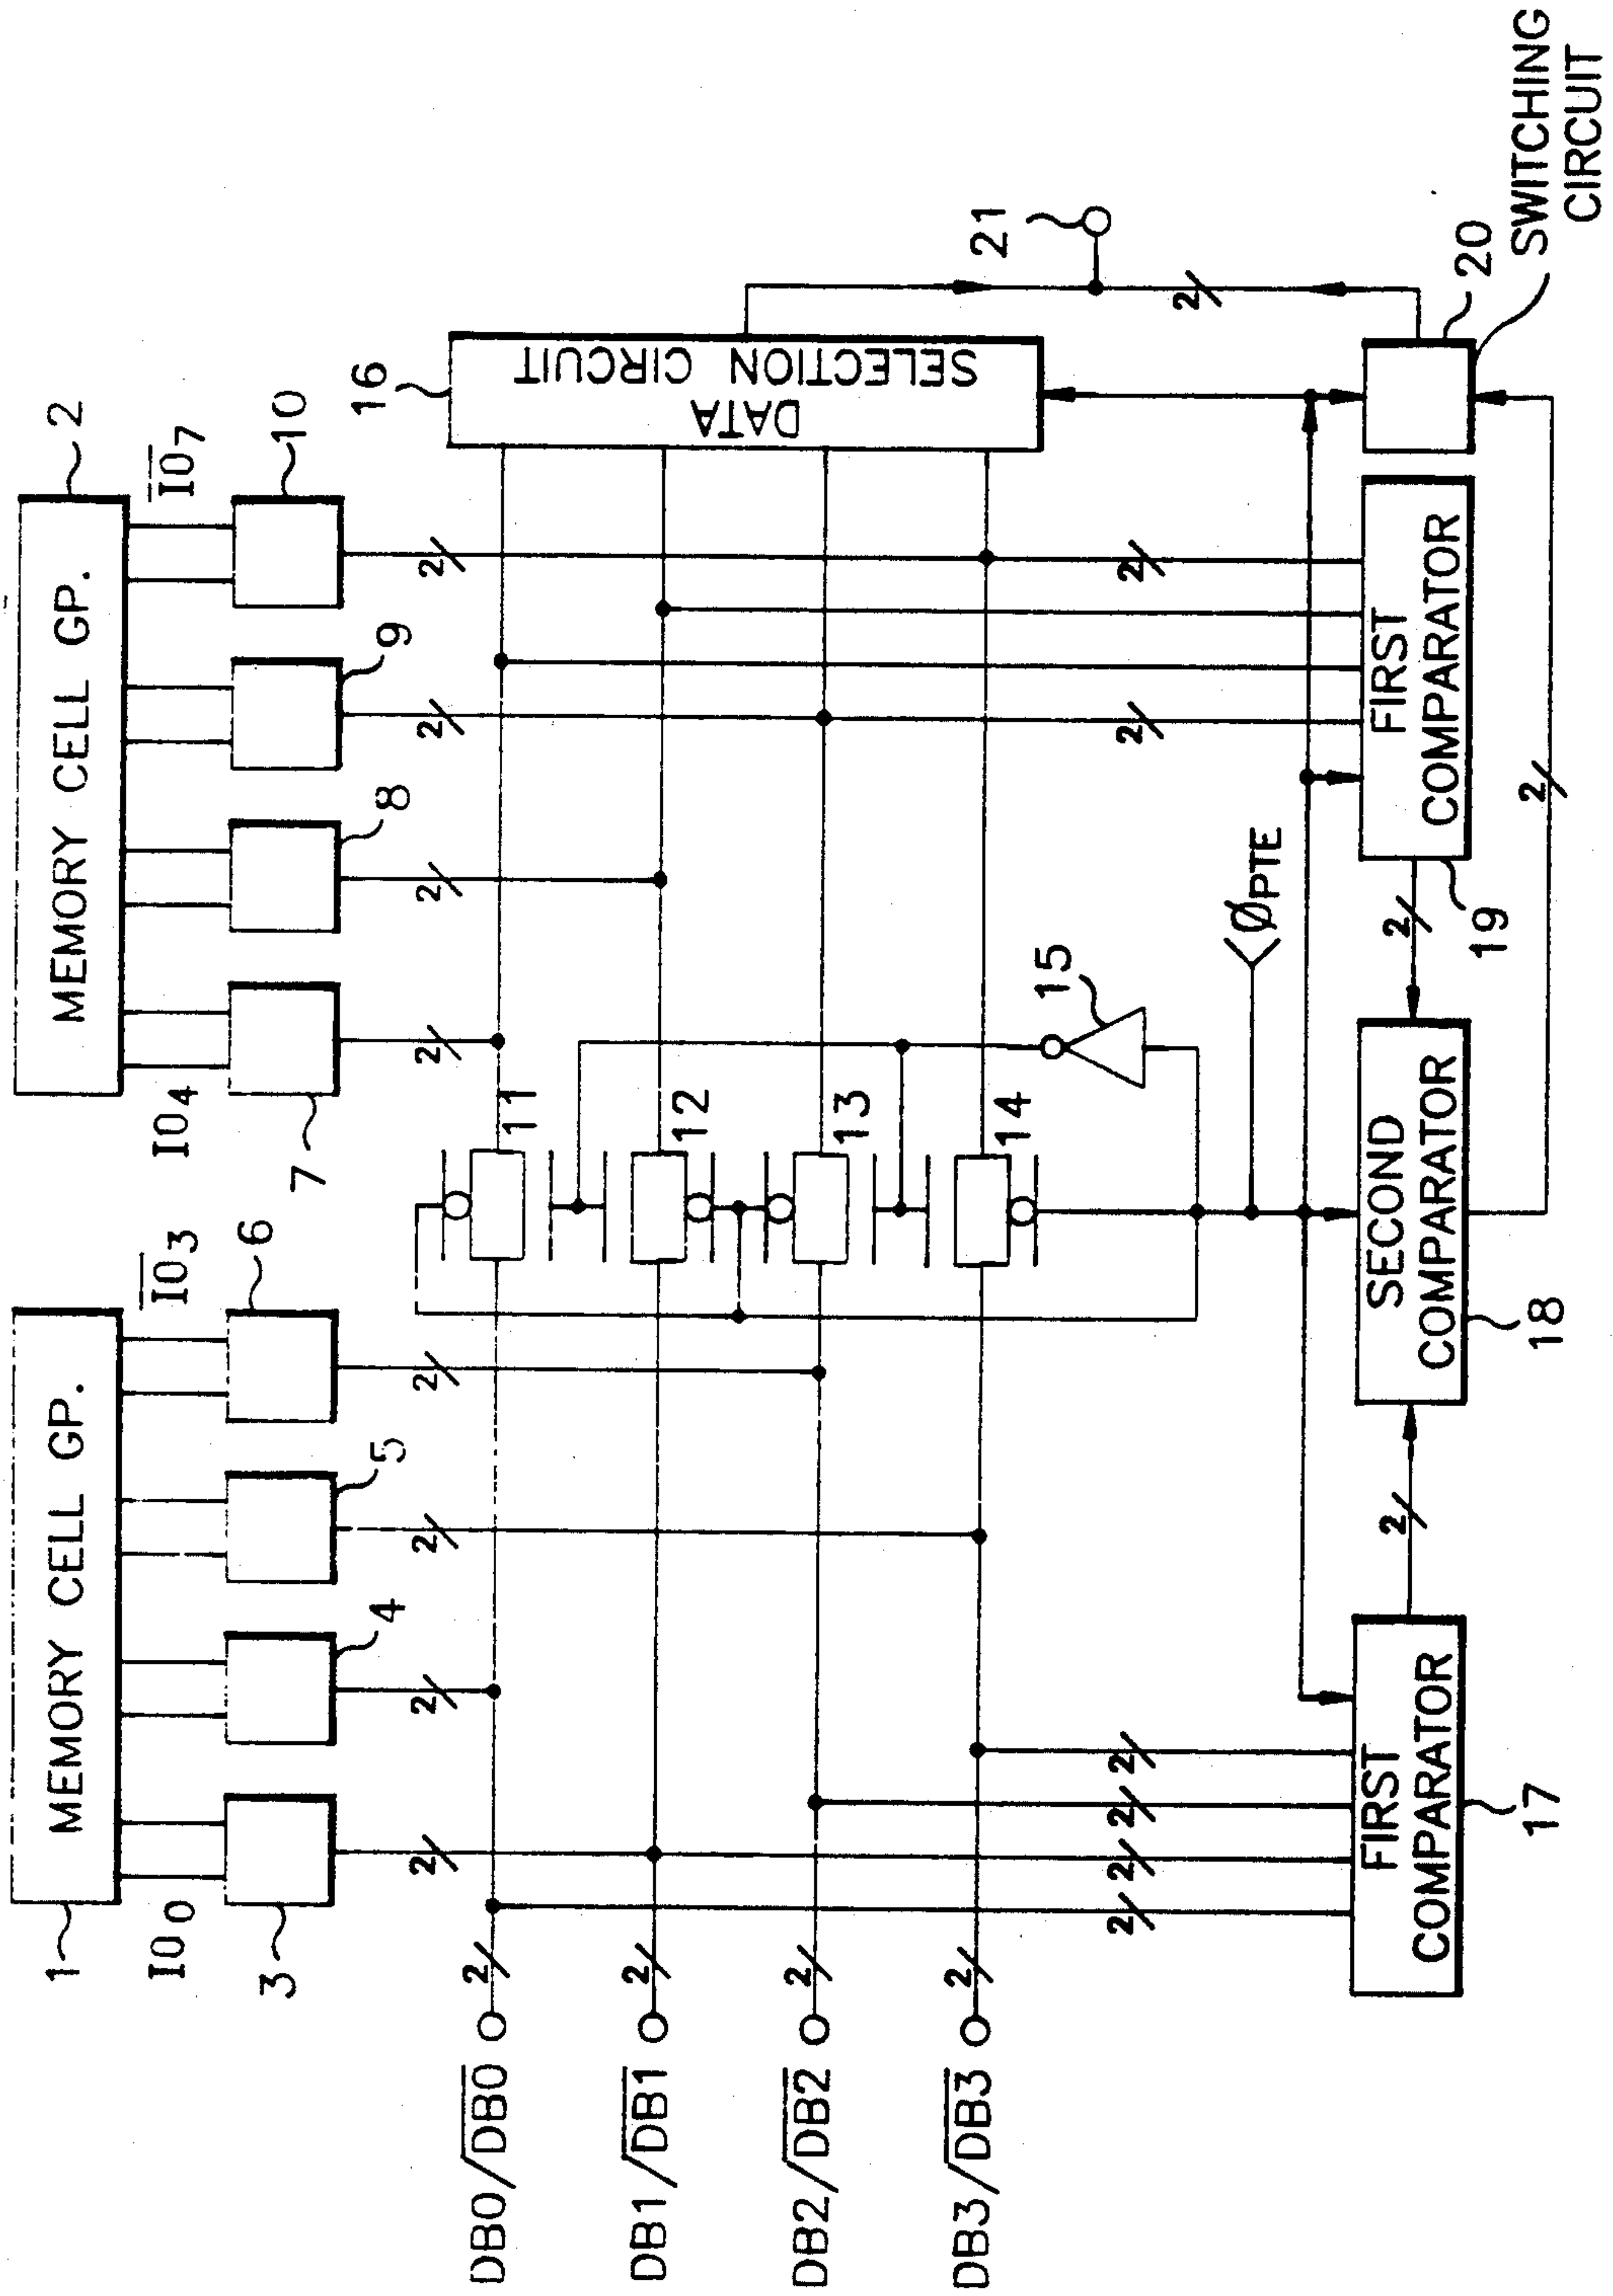 1
MEMORY CELL GP.
2
MEMORY CELL GP.
IO0
IO3
IO4
IO7
3
4
5
6
7
8
9
10
2
2
2
2
2
2
2
2
16
DATA
SELECTION CIRCUIT
DB0/DB0
2
DB1/DB1
2
DB2/DB2
2
DB3/DB3
2
11
12
13
14
15
21
2
2
2
2
2
2
2
ØPTE
FIRST
COMPARATOR
17
2
SECOND
COMPARATOR
18
2
FIRST
COMPARATOR
19
20
SWITCHING
CIRCUIT
2